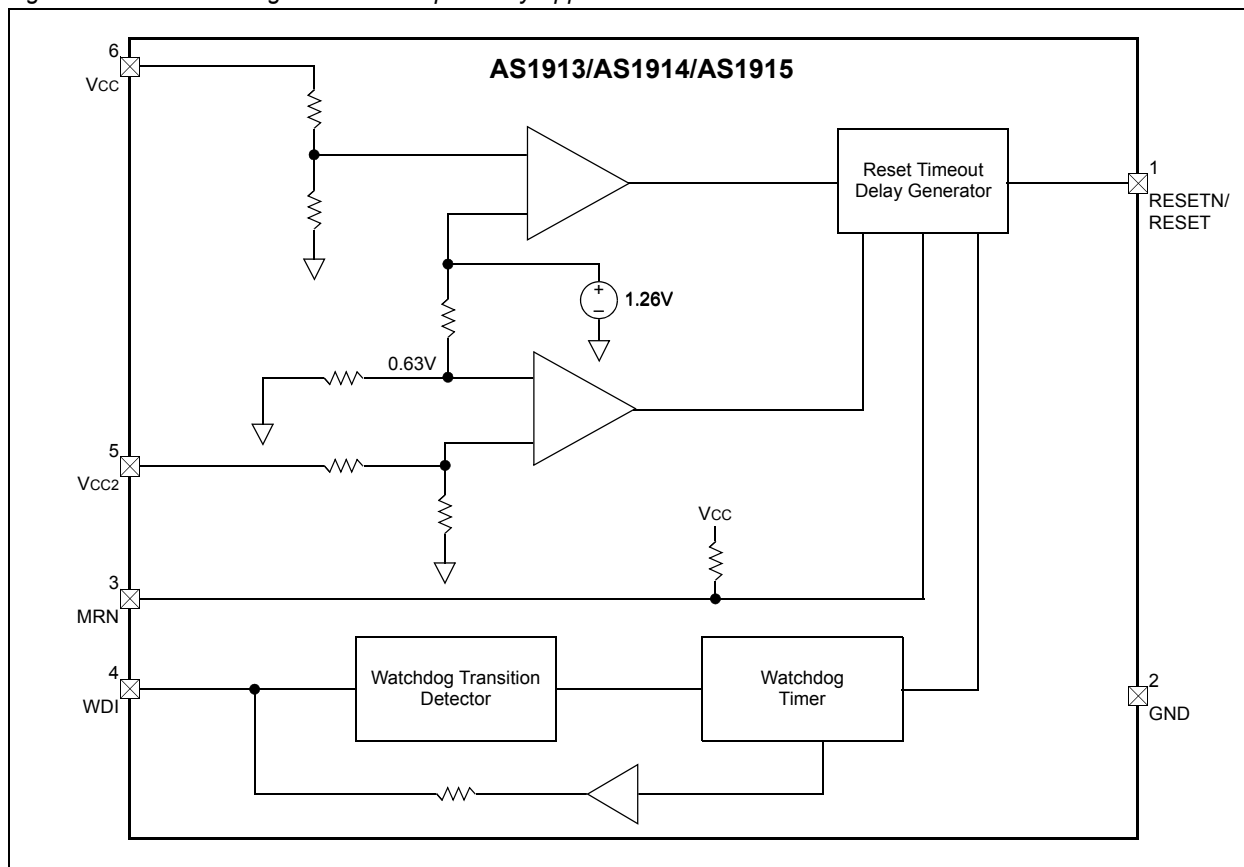 AS1913/AS1914/AS1915
6
VCC
Reset Timeout
Delay Generator
1
RESETN/
RESET
+
−
1.26V
0.63V
5
VCC2
VCC
3
MRN
4
WDI
Watchdog Transition
Detector
Watchdog
Timer
2
GND